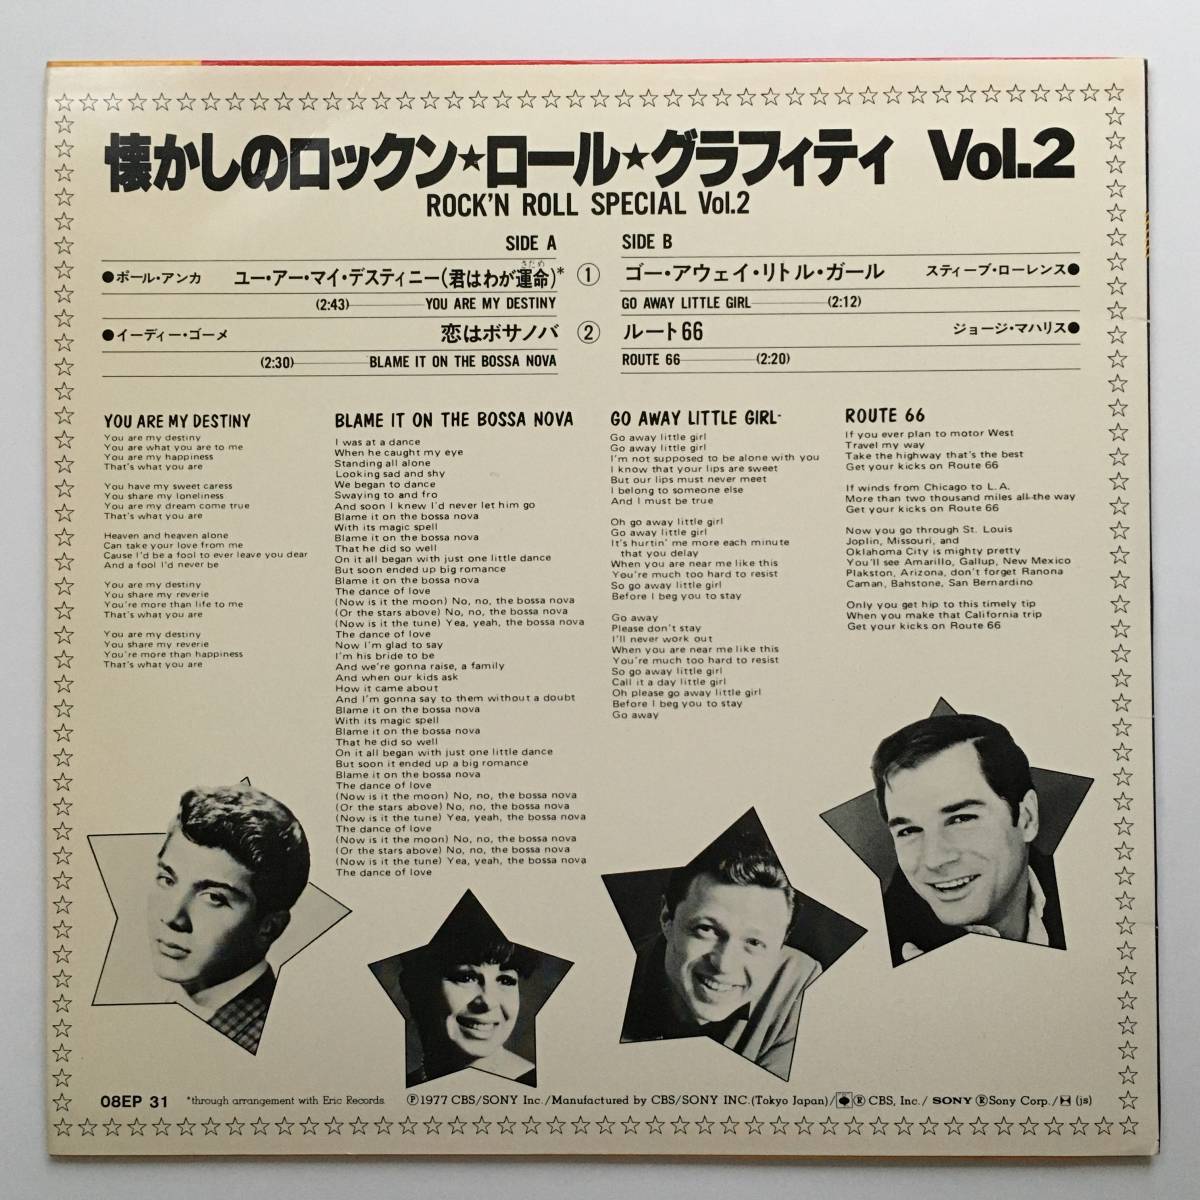 懐かしのロックン★ロール★グラフィティ Vol.2
ROCK'N ROLL SPECIAL Vol.2
SIDE A
●ポール・アンカ ユー・アー・マイ・デスティニー(君はわが運命)* ①
さだめ
(2:43) YOU ARE MY DESTINY
●イーディー・ゴーメ 恋はボサノバ ②
(2:30) BLAME IT ON THE BOSSA NOVA
SIDE B
ゴー・アウェイ・リトル・ガール スティーブ・ローレンス●
GO AWAY LITTLE GIRL (2:12)
ルート66 ジョージ・マハリス●
ROUTE 66 (2:20)
YOU ARE MY DESTINY
You are my destiny
You are what you are to me
You are my happiness
That's what you are
You have my sweet caress
You share my loneliness
You are my dream come true
That's what you are
Heaven and heaven alone
Can take your love from me
Cause I'd be a fool to ever leave you dear
And a fool I'd never be
You are my destiny
You share my reverie
You're more than life to me
That's what you are
You are my destiny
You share my reverie
You're more than happiness
That's what you are
BLAME IT ON THE BOSSA NOVA
I was at a dance
When he caught my eye
Standing all alone
Looking sad and shy
We began to dance
Swaying to and fro
And soon I knew I'd never let him go
Blame it on the bossa nova
With its magic spell
Blame it on the bossa nova
That he did so well
On it all began with just one little dance
But soon ended up big romance
Blame it on the bossa nova
The dance of love
(Now is it the moon) No, no, the bossa nova
(Or the stars above) No, no, the bossa nova
(Now is it the tune) Yea, yeah, the bossa nova
The dance of love
Now I'm glad to say
I'm his bride to be
And we're gonna raise, a family
And when our kids ask
How it came about
And I'm gonna say to them without a doubt
Blame it on the bossa nova
With its magic spell
Blame it on the bossa nova
That he did so well
On it all began with just one little dance
But soon it ended up a big romance
Blame it on the bossa nova
The dance of love
(Now is it the moon) No, no, the bossa nova
(Or the stars above) No, no, the bossa nova
(Now is it the tune) Yea, yeah, the bossa nova
The dance of love
(Now is it the moon) No, no, the bossa nova
(Or the stars above) No, no, the bossa nova
(Now is it the tune) Yea, yeah, the bossa nova
The dance of love
GO AWAY LITTLE GIRL
Go away little girl
Go away little girl
I'm not supposed to be alone with you
I know that your lips are sweet
But our lips must never meet
I belong to someone else
And I must be true
Oh go away little girl
Go away little girl
It's hurtin' me more each minute
that you delay
When you are near me like this
You're much too hard to resist
So go away little girl
Before I beg you to stay
Go away
Please don't stay
I'll never work out
When you are near me like this
You're much too hard to resist
So go away little girl
Call it a day little girl
Oh please go away little girl
Before I beg you to stay
Go away
ROUTE 66
If you ever plan to motor West
Travel my way
Take the highway that's the best
Get your kicks on Route 66
If winds from Chicago to L.A.
More than two thousand miles all the way
Get your kicks on Route 66
Now you go through St. Louis
Joplin, Missouri, and
Oklahoma City is mighty pretty
You'll see Amarillo, Gallup, New Mexico
Plakston, Arizona, don't forget Ranona
Caman, Bahstone, San Bernardino
Only you get hip to this timely tip
When you make that California trip
Get your kicks on Route 66
08EP 31 *through arrangement with Eric Records. Ⓟ1977 CBS/SONY Inc./Manufactured by CBS/SONY INC.(Tokyo Japan)/ ® CBS, Inc./ SONY ®Sony Corp./ (js)